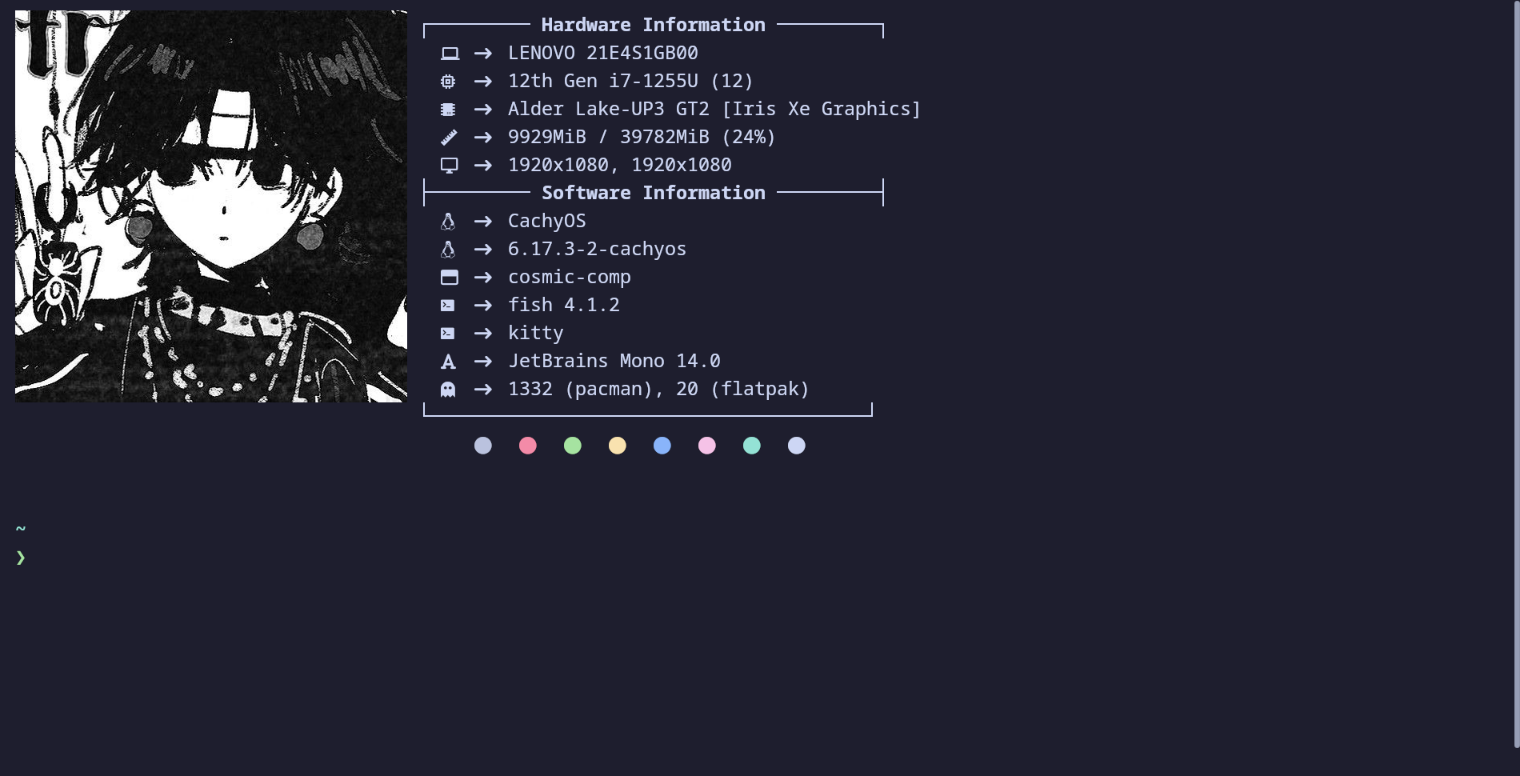 Hardware Information
→ LENOVO 21E4S1GB00
→ 12th Gen i7-1255U (12)
→ Alder Lake-UP3 GT2 [Iris Xe Graphics]
→ 9929MiB / 39782MiB (24%)
→ 1920x1080, 1920x1080
Software Information
→ CachyOS
→ 6.17.3-2-cachyos
→ cosmic-comp
→ fish 4.1.2
→ kitty
→ JetBrains Mono 14.0
→ 1332 (pacman), 20 (flatpak)
~
❯